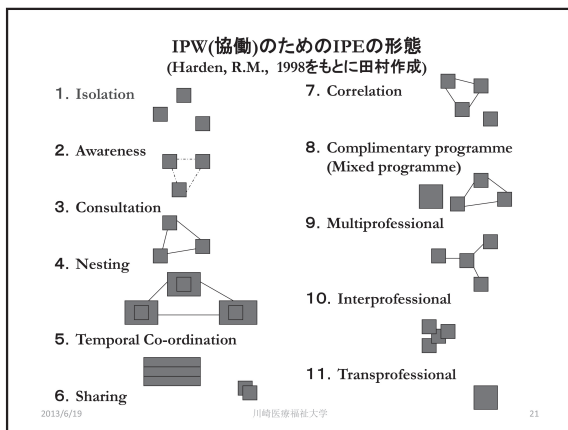 IPW(協働)のためのIPEの形態
(Harden, R.M., 1998をもとに田村作成)
1. Isolation
2. Awareness
3. Consultation
4. Nesting
5. Temporal Co-ordination
6. Sharing
7. Correlation
8. Complimentary programme
(Mixed programme)
9. Multiprofessional
10. Interprofessional
11. Transprofessional
2013/6/19
川崎医療福祉大学
21